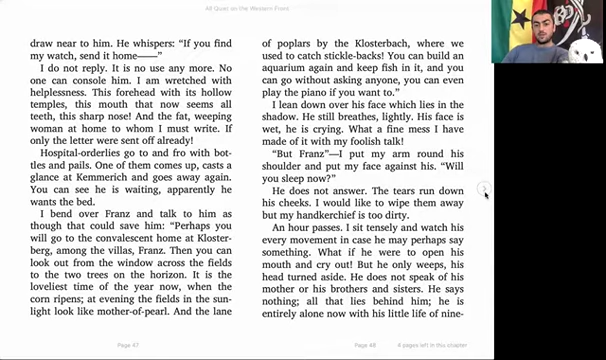 All Quiet on the Western Front
draw near to him. He whispers: “If you find
my watch, send it home——”
I do not reply. It is no use any more. No
one can console him. I am wretched with
helplessness. This forehead with its hollow
temples, this mouth that now seems all
teeth, this sharp nose! And the fat, weeping
woman at home to whom I must write. If
only the letter were sent off already!
Hospital-orderlies go to and fro with bot-
tles and pails. One of them comes up, casts a
glance at Kemmerich and goes away again.
You can see he is waiting, apparently he
wants the bed.
I bend over Franz and talk to him as
though that could save him: “Perhaps you
will go to the convalescent home at Kloster-
berg, among the villas, Franz. Then you can
look out from the window across the fields
to the two trees on the horizon. It is the
loveliest time of the year now, when the
corn ripens; at evening the fields in the sun-
light look like mother-of-pearl. And the lane
Page 47
of poplars by the Klosterbach, where we
used to catch stickle-backs! You can build an
aquarium again and keep fish in it, and you
can go without asking anyone, you can even
play the piano if you want to.”
I lean down over his face which lies in the
shadow. He still breathes, lightly. His face is
wet, he is crying. What a fine mess I have
made of it with my foolish talk!
“But Franz”—I put my arm round his
shoulder and put my face against his. “Will
you sleep now?”
He does not answer. The tears run down
his cheeks. I would like to wipe them away
but my handkerchief is too dirty.
An hour passes. I sit tensely and watch his
every movement in case he may perhaps say
something. What if he were to open his
mouth and cry out! But he only weeps, his
head turned aside. He does not speak of his
mother or his brothers and sisters. He says
nothing; all that lies behind him; he is
entirely alone now with his little life of nine-
Page 48
4 pages left in this chapter